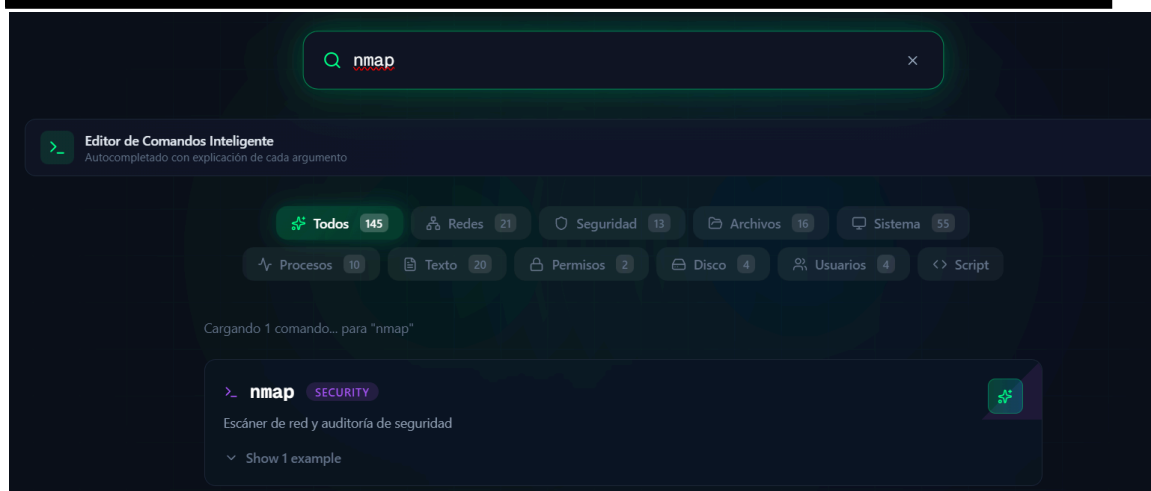 nmap
Editor de Comandos Inteligente
Autocompletado con explicación de cada argumento
Todos 145 Redes 21 Seguridad 13 Archivos 16 Sistema 55
Procesos 10 Texto 20 Permisos 2 Disco 4 Usuarios 4 Script
Cargando 1 comando... para "nmap"
nmap SECURITY
Escáner de red y auditoría de seguridad
Show 1 example